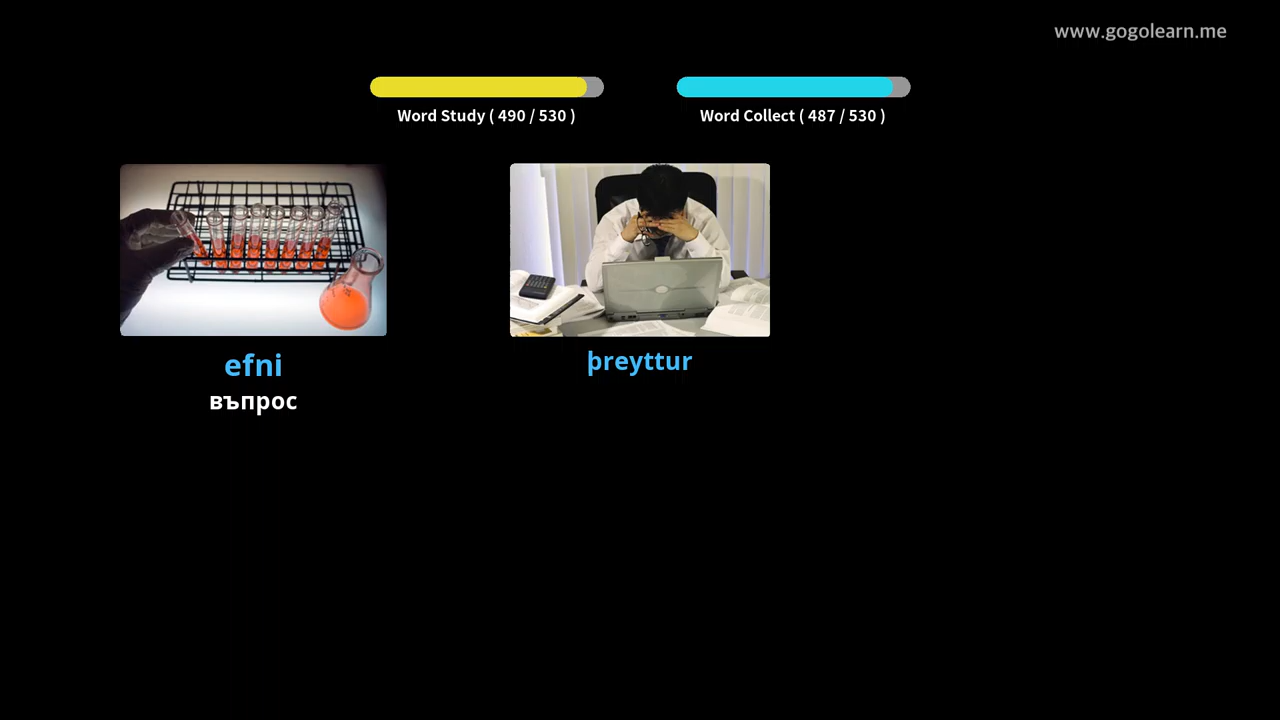 www.gogolearn.me
Word Study ( 490 / 530 )
Word Collect ( 487 / 530 )
efni
въпрос
þreyttur